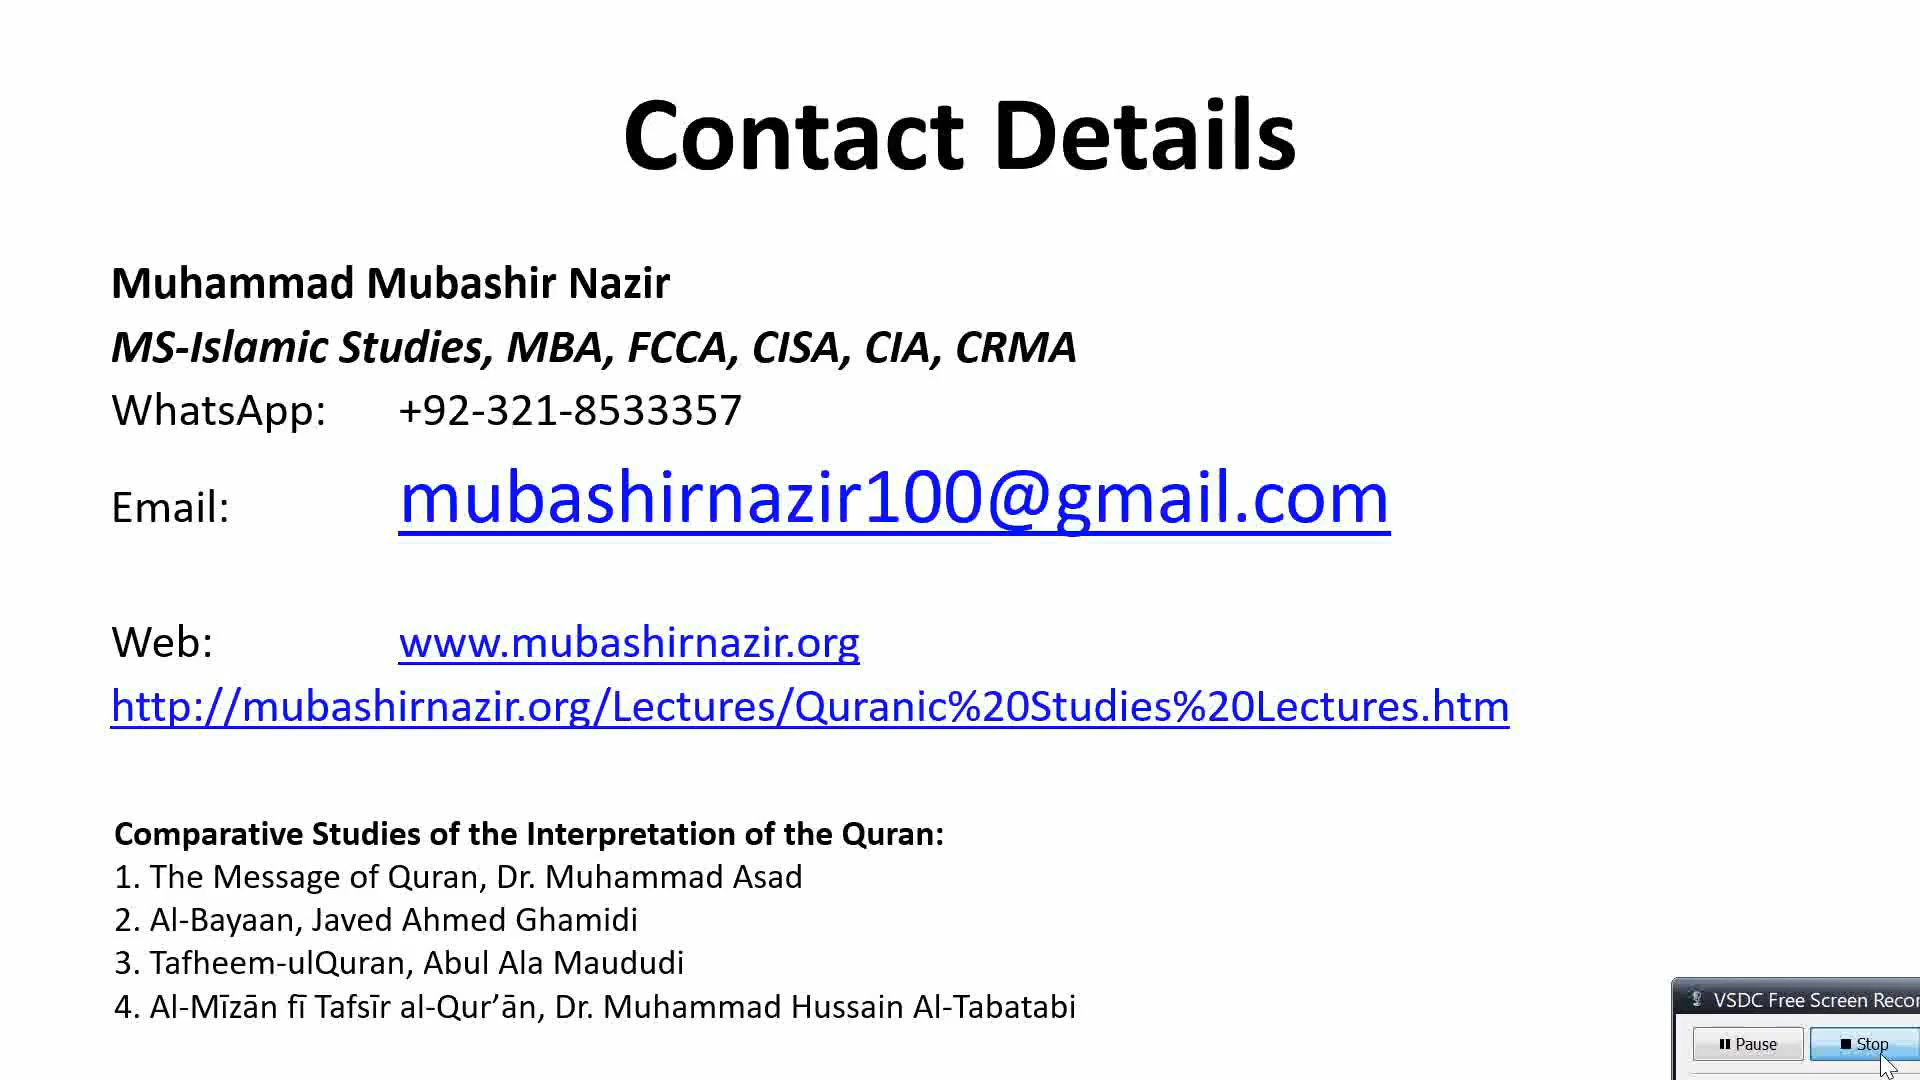 Contact Details
Muhammad Mubashir Nazir
MS-Islamic Studies, MBA, FCCA, CISA, CIA, CRMA
WhatsApp: +92-321-8533357
Email: mubashirnazir100@gmail.com
Web: www.mubashirnazir.org
http://mubashirnazir.org/Lectures/Quranic%20Studies%20Lectures.htm
Comparative Studies of the Interpretation of the Quran:
1. The Message of Quran, Dr. Muhammad Asad
2. Al-Bayaan, Javed Ahmed Ghamidi
3. Tafheem-ulQuran, Abul Ala Maududi
4. Al-Mīzān fī Tafsīr al-Qur’ān, Dr. Muhammad Hussain Al-Tabatabi
VSDC Free Screen Recor
Pause Stop